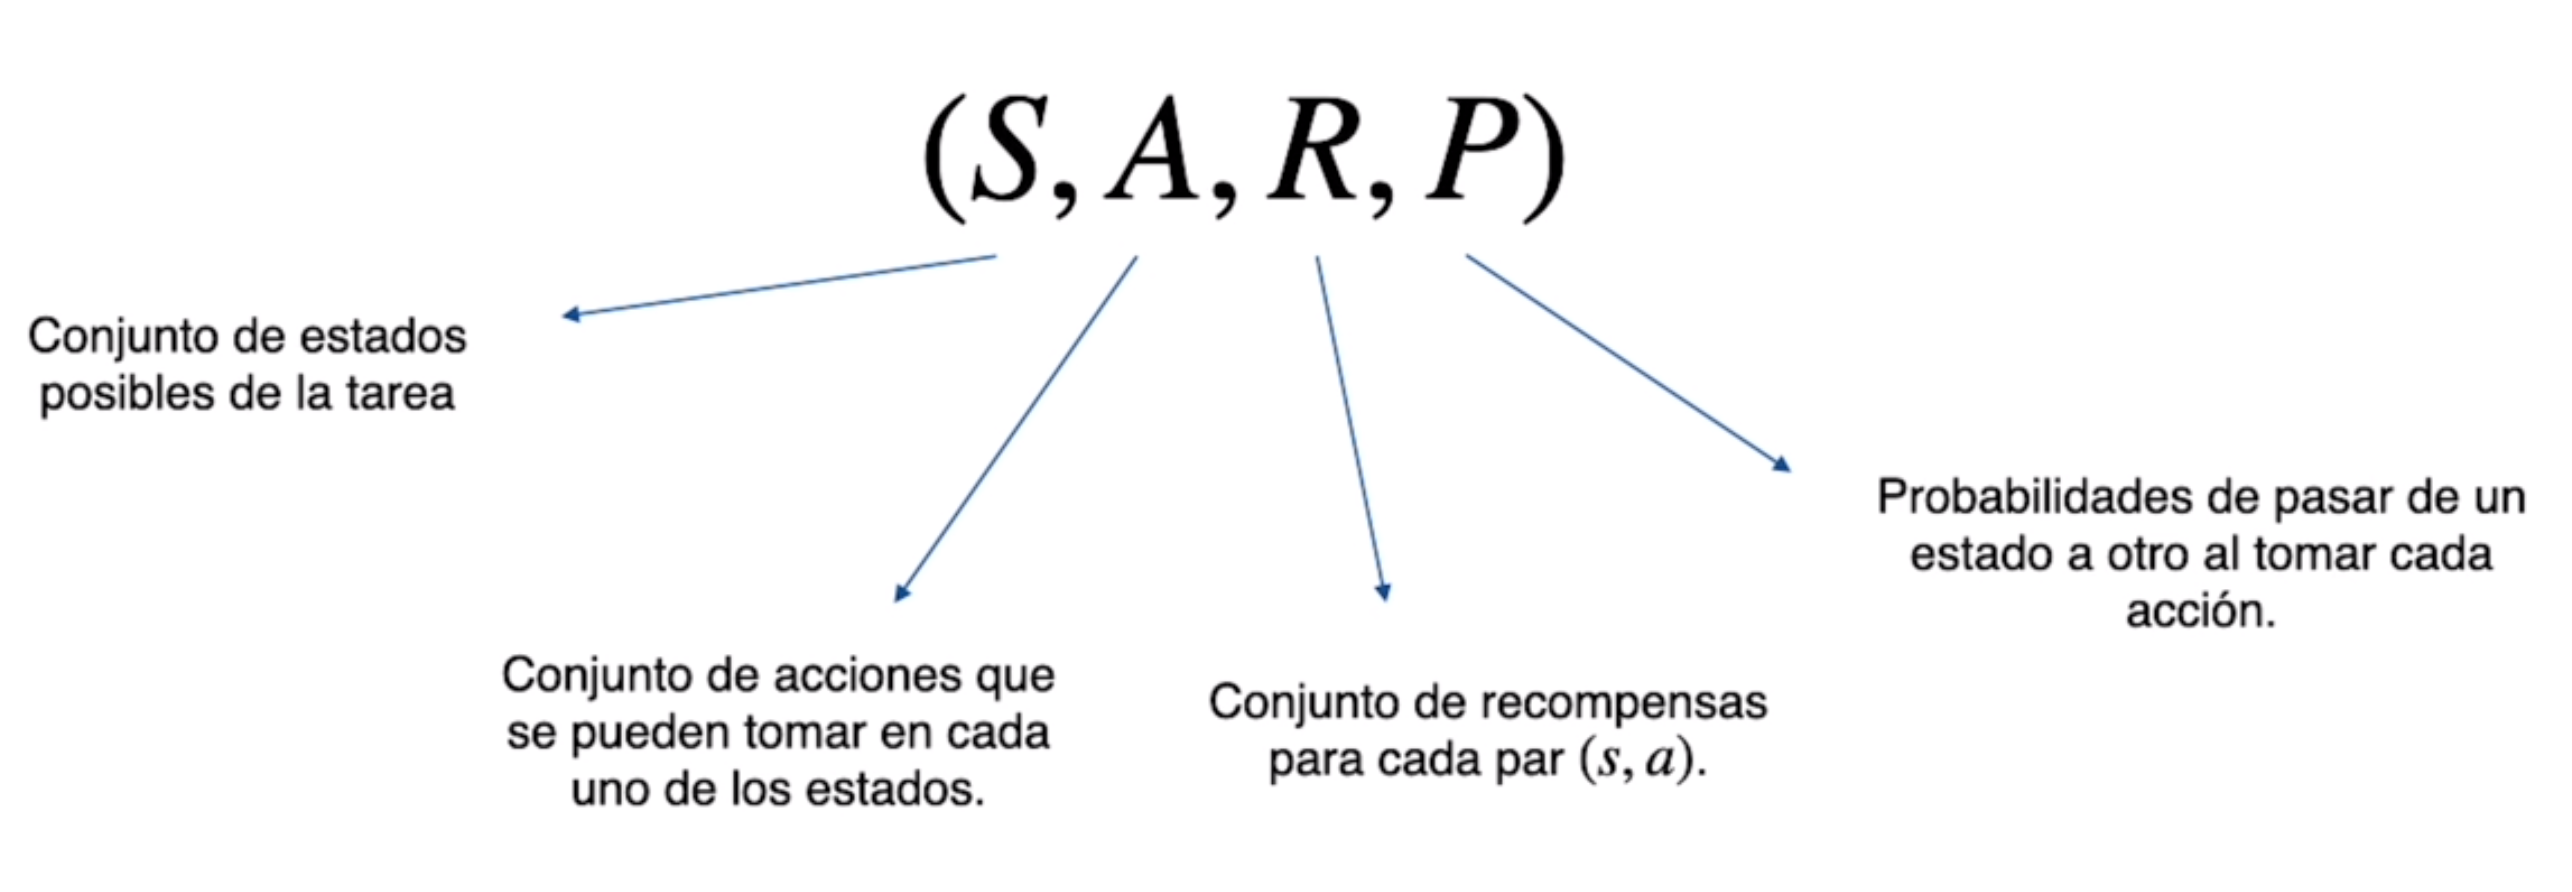 (S, A, R, P)
Conjunto de estados
posibles de la tarea
Conjunto de acciones que
se pueden tomar en cada
uno de los estados.
Conjunto de recompensas
para cada par (s, a).
Probabilidades de pasar de un
estado a otro al tomar cada
acción.